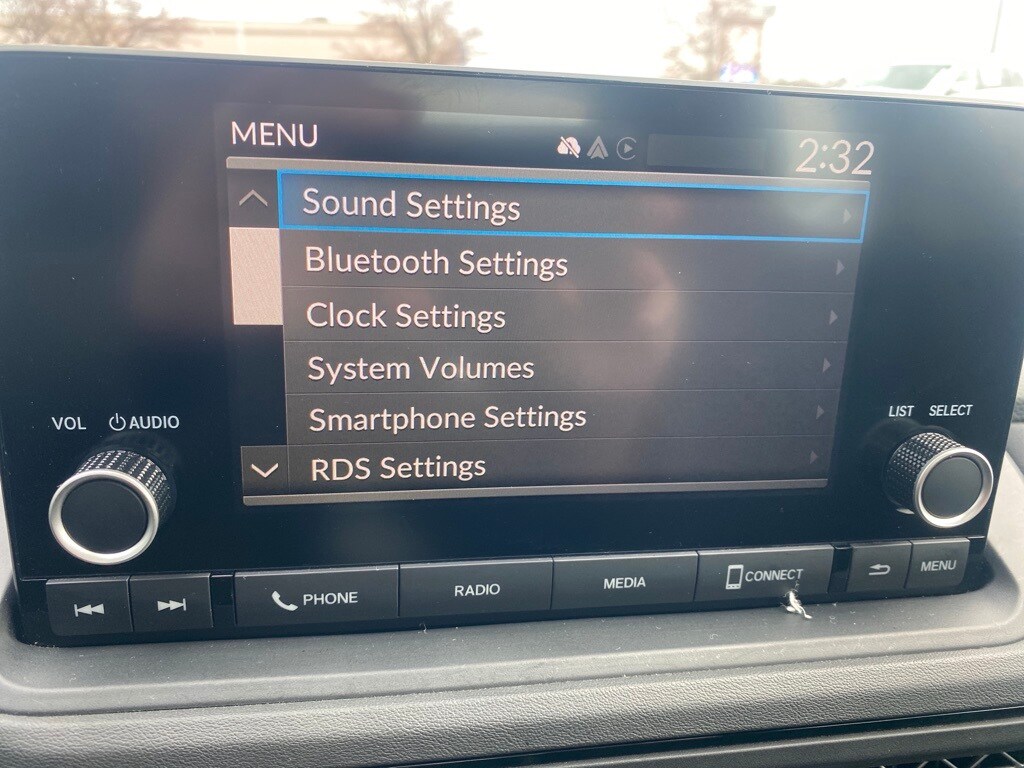 MENU
2:32
Sound Settings
Bluetooth Settings
Clock Settings
System Volumes
Smartphone Settings
RDS Settings
VOL AUDIO
LIST SELECT
PHONE
RADIO
MEDIA
CONNECT
MENU